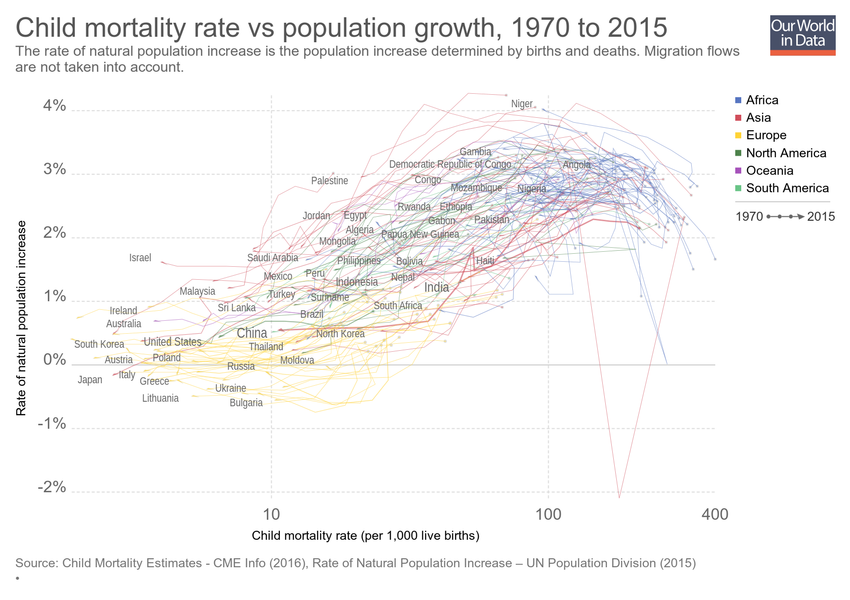 Child mortality rate vs population growth, 1970 to 2015
The rate of natural population increase is the population increase determined by births and deaths. Migration flows
are not taken into account.
Our World
in Data
4%
3%
2%
1%
0%
-1%
-2%
Rate of natural population increase
Niger
Gambia
Democratic Republic of Congo
Angola
Palestine
Congo
Mozambique
Nigeria
Rwanda
Ethiopia
Jordan
Egypt
Gabon
Pakistan
Algeria
Papua New Guinea
Mongolia
Israel
Saudi Arabia
Philippines
Bolivia
Haiti
Mexico
Peru
Indonesia
Nepal
India
Malaysia
Turkey
Suriname
Sri Lanka
South Africa
Ireland
Brazil
Australia
China
North Korea
South Korea
United States
Thailand
Austria
Poland
Moldova
Russia
Japan
Italy
Greece
Ukraine
Lithuania
Bulgaria
10
100
400
Child mortality rate (per 1,000 live births)
Africa
Asia
Europe
North America
Oceania
South America
1970 2015
Source: Child Mortality Estimates - CME Info (2016), Rate of Natural Population Increase – UN Population Division (2015)
•